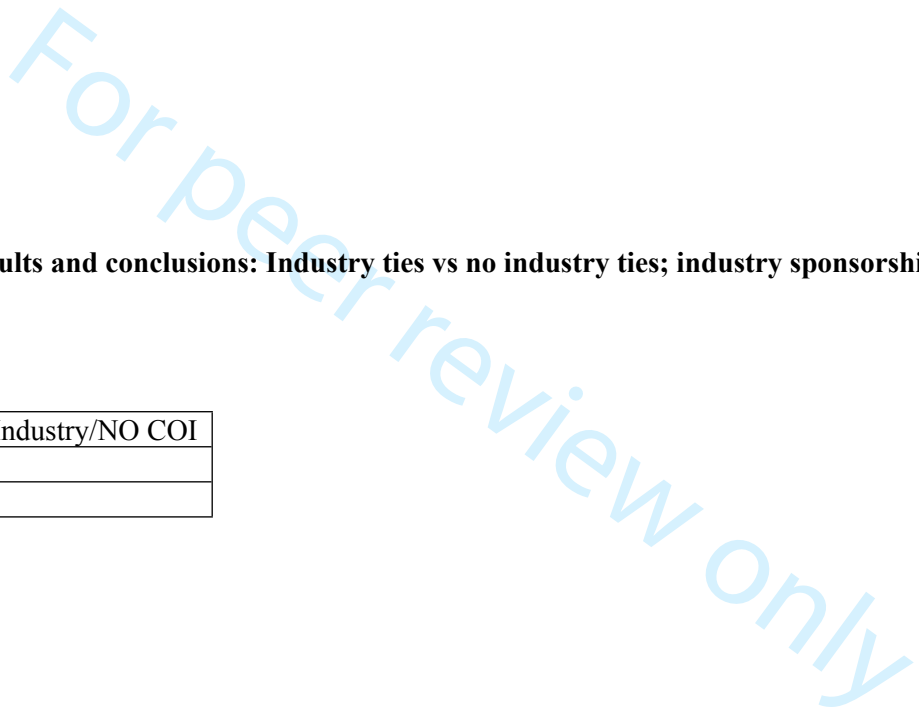 For peer review only
ults and conclusions: Industry ties vs no industry ties; industry sponsorshi
ndustry/NO COI